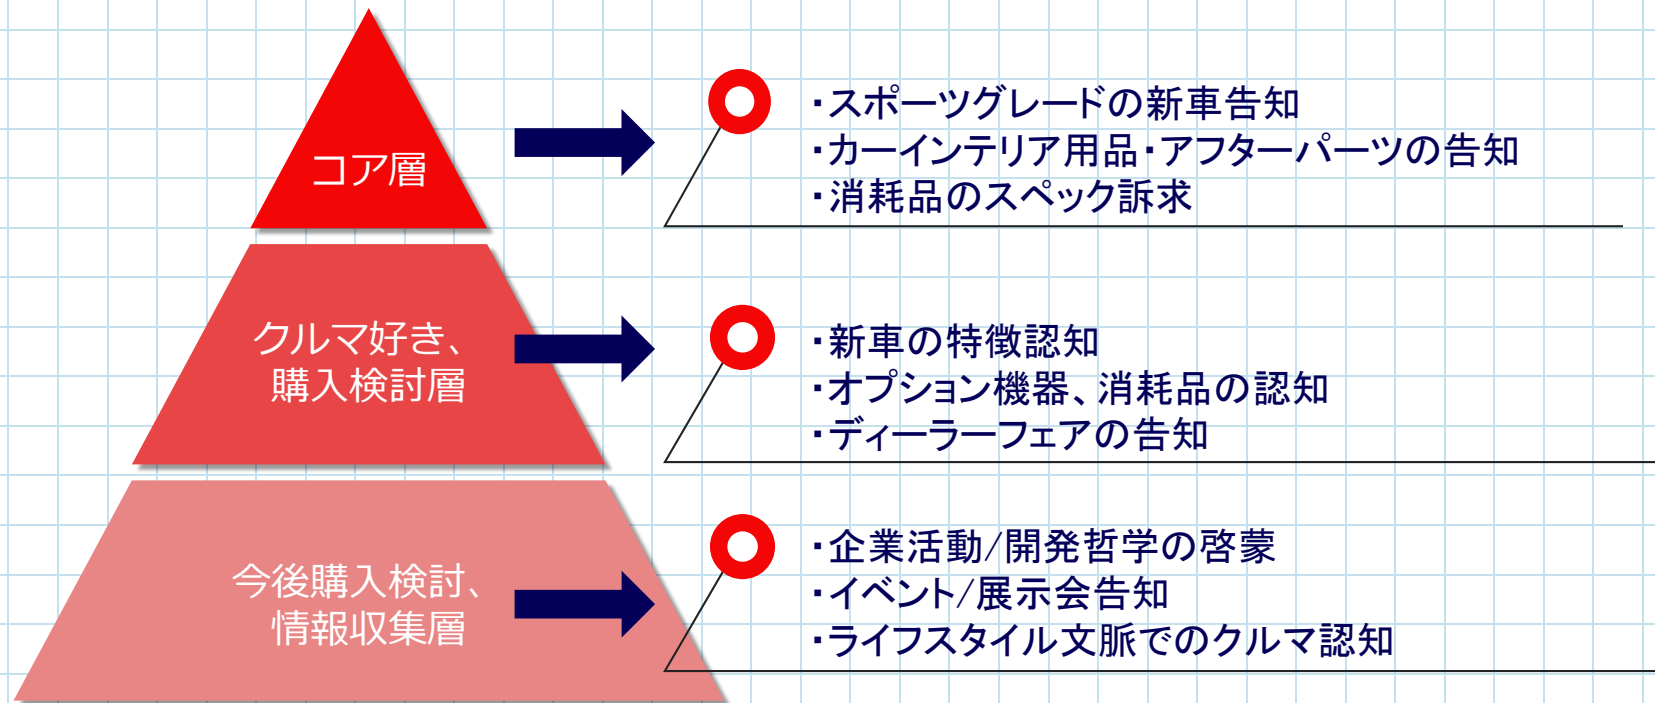 コア層
・スポーツグレードの新車告知
・カーインテリア用品・アフターパーツの告知
・消耗品のスペック訴求
クルマ好き、
購入検討層
・新車の特徴認知
・オプション機器、消耗品の認知
・ディーラーフェアの告知
今後購入検討、
情報収集層
・企業活動/開発哲学の啓蒙
・イベント/展示会告知
・ライフスタイル文脈でのクルマ認知